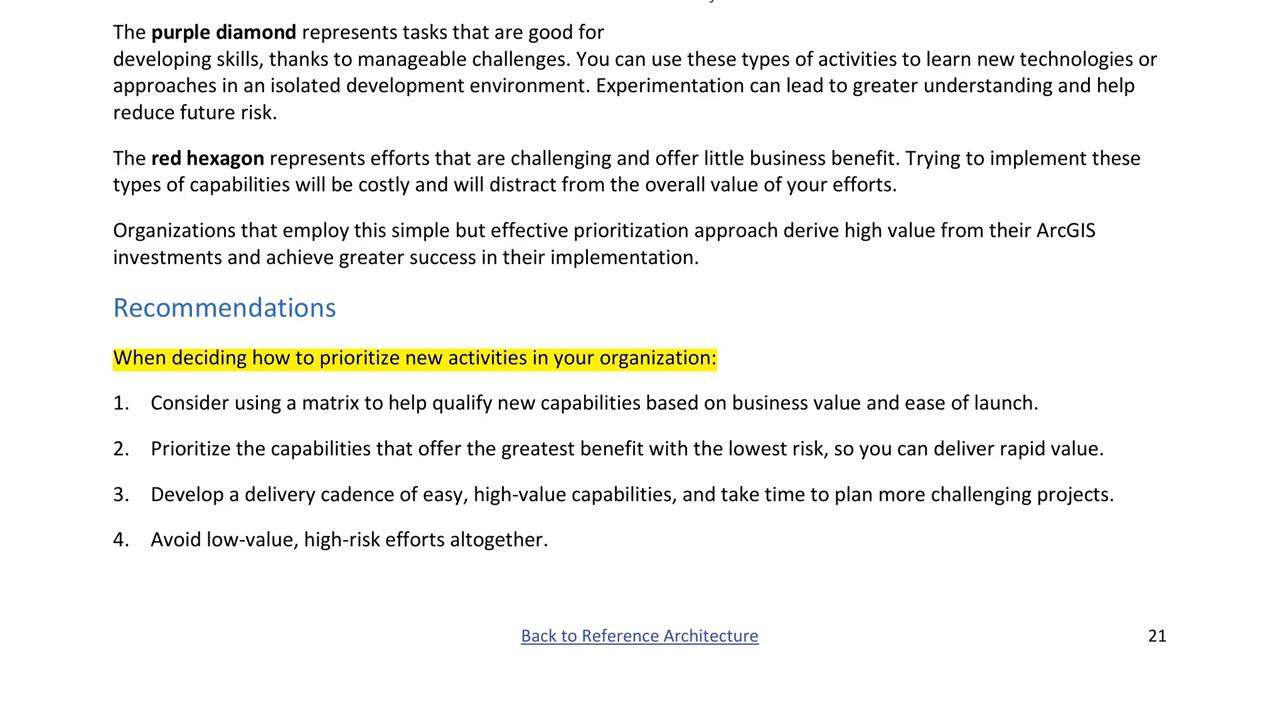 The purple diamond represents tasks that are good for
developing skills, thanks to manageable challenges. You can use these types of activities to learn new technologies or
approaches in an isolated development environment. Experimentation can lead to greater understanding and help
reduce future risk.
The red hexagon represents efforts that are challenging and offer little business benefit. Trying to implement these
types of capabilities will be costly and will distract from the overall value of your efforts.
Organizations that employ this simple but effective prioritization approach derive high value from their ArcGIS
investments and achieve greater success in their implementation.
Recommendations
When deciding how to prioritize new activities in your organization:
1. Consider using a matrix to help qualify new capabilities based on business value and ease of launch.
2. Prioritize the capabilities that offer the greatest benefit with the lowest risk, so you can deliver rapid value.
3. Develop a delivery cadence of easy, high-value capabilities, and take time to plan more challenging projects.
4. Avoid low-value, high-risk efforts altogether.
Back to Reference Architecture
21